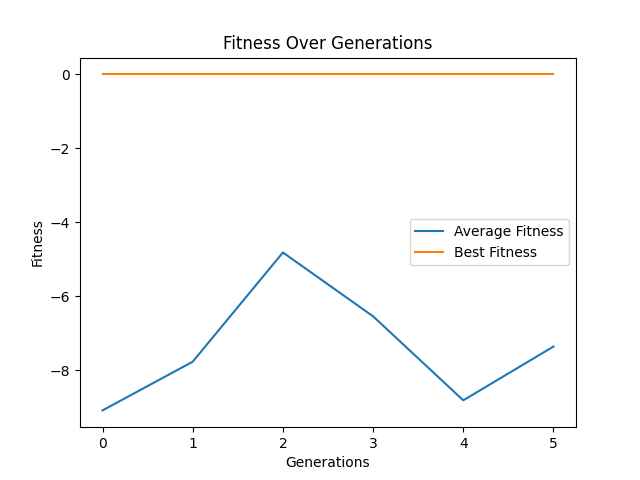 Fitness Over Generations
Fitness
0
−2
−4
−6
−8
Average Fitness
Best Fitness
0 1 2 3 4 5
Generations